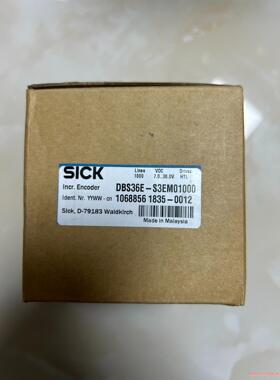 SICK
Lines VDC Driver
1000 7.0..30.0V HTL
Incr. Encoder DBS36E-S3EM01000
Ident. Nr. YYWW - cn 1068856 1835-0012
Sick, D-79183 Waldkirch
Made in Malaysia